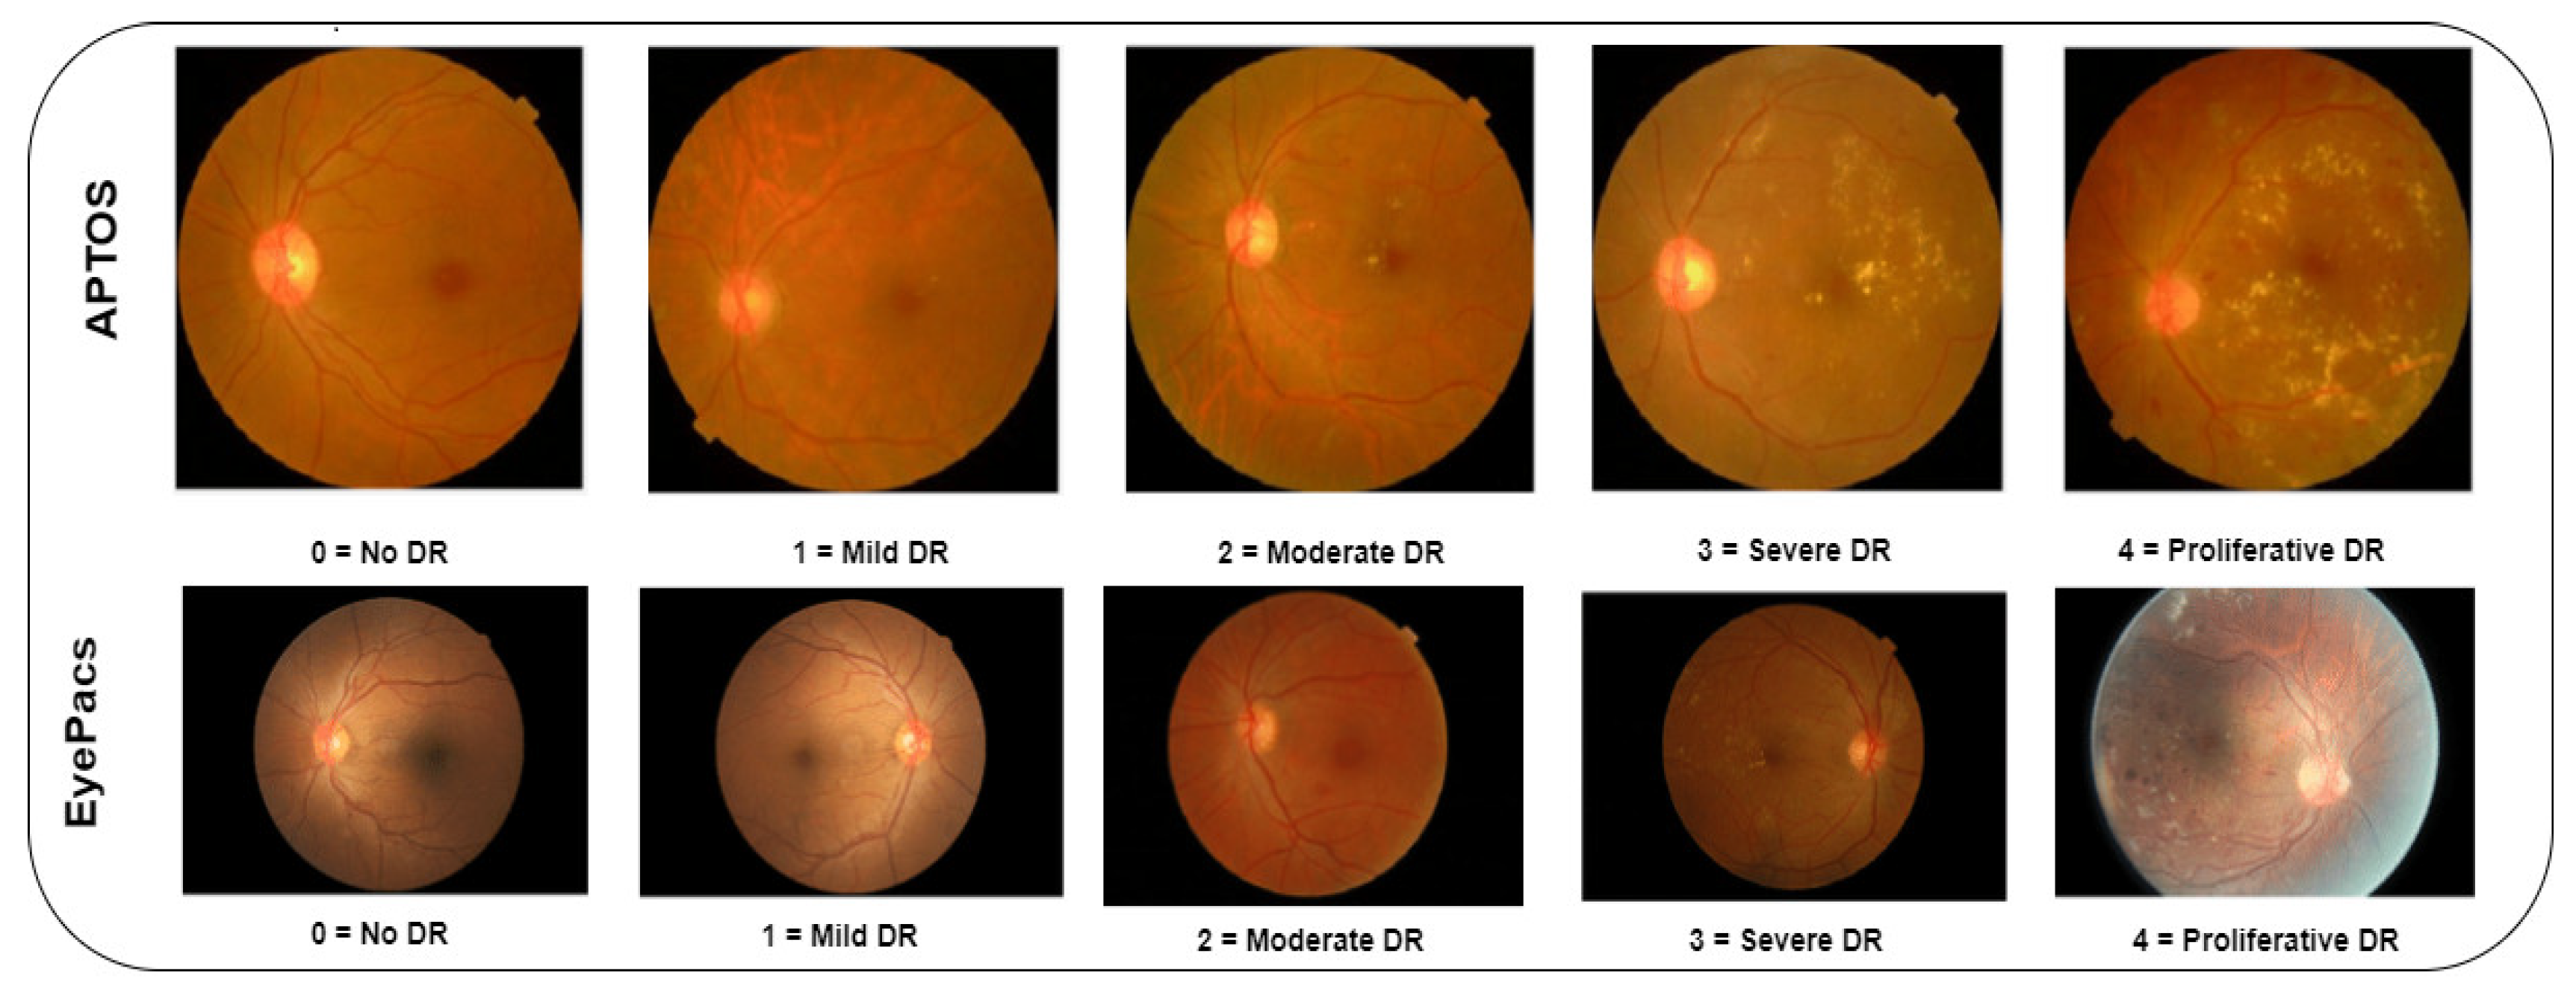 APTOS
0 = No DR
1 = Mild DR
2 = Moderate DR
3 = Severe DR
4 = Proliferative DR
EyePacs
0 = No DR
1 = Mild DR
2 = Moderate DR
3 = Severe DR
4 = Proliferative DR